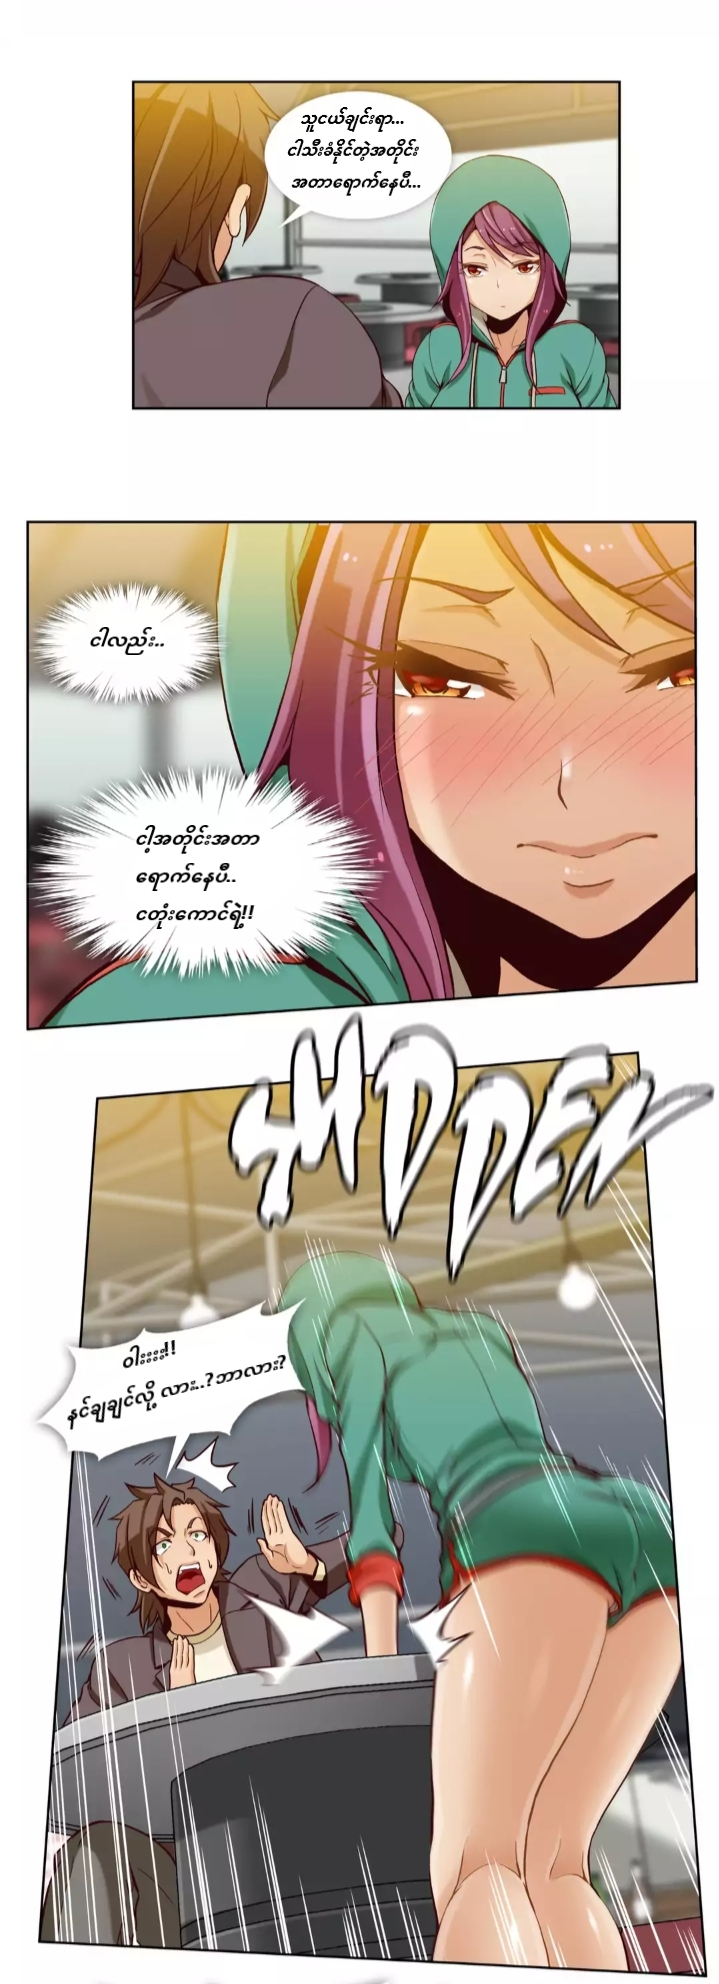 သူငယ်ချင်းရာ...
ငါသီးခံနိုင်တဲ့အတိုင်း
အတာရောက်နေပီ...
ငါလည်း..
ငါ့အတိုင်းအတာ
ရောက်နေပီ..
ငတုံးကောင်ရဲ့!!
SUDDEN
ဝါးးးး!!
နင်ချချင်လို့ လား..?ဘာလား?